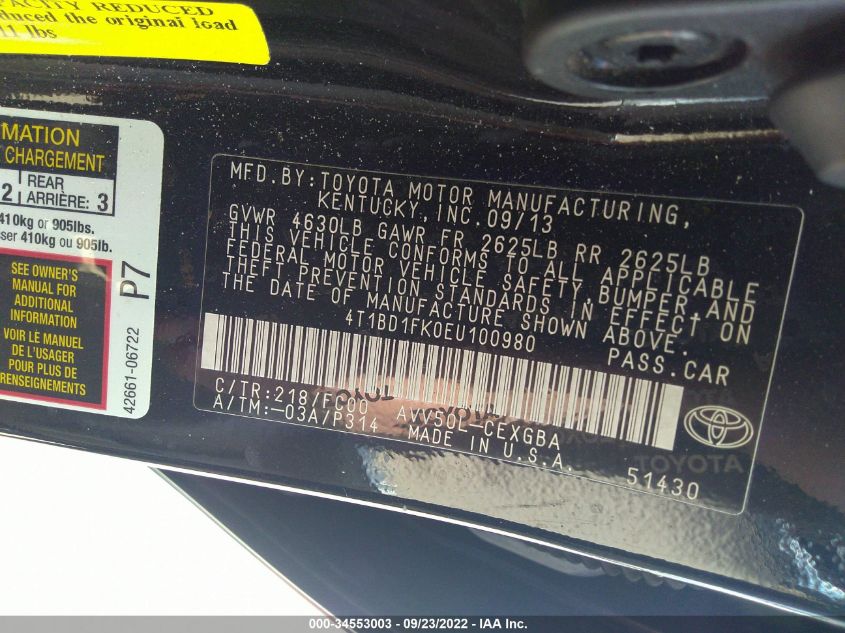 PACITY REDUCED
duced the original load
11 lbs
MATION
CHARGEMENT
2 REAR
ARRIÈRE: 3
410kg or 905lbs.
ser 410kg ou 905lb.
SEE OWNER'S
MANUAL FOR
ADDITIONAL
INFORMATION
VOIR LE MANUEL
DE L'USAGER
POUR PLUS DE
RENSEIGNEMENTS
P7
42661-06722
MFD.BY:TOYOTA MOTOR MANUFACTURING,
KENTUCKY, INC.09/13
GVWR 4630LB GAWR FR 2625LB RR 2625LB
THIS VEHICLE CONFORMS TO ALL APPLICABLE
FEDERAL MOTOR VEHICLE SAFETY,BUMPER,AND
THEFT PREVENTION STANDARDS IN EFFECT ON
THE DATE OF MANUFACTURE SHOWN ABOVE.
4T1BD1FK0EU100980 PASS.CAR
C/TR:218/FC00 AVV50L-CEXGBA
A/TM:-03A/P314 MADE IN U.S.A.
51430
TOYOTA
000-34553003 / 09/23/2022 - IAA Inc.